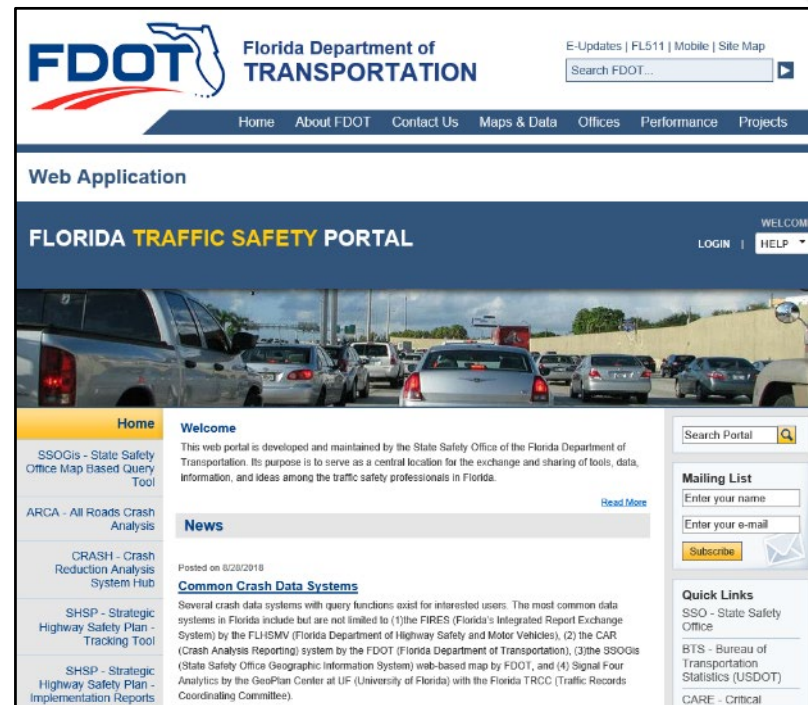 FDOT
Florida Department of
TRANSPORTATION
E-Updates | FL511 | Mobile | Site Map
Search FDOT...
Home About FDOT Contact Us Maps & Data Offices Performance Projects
Web Application
FLORIDA TRAFFIC SAFETY PORTAL
WELCOM
LOGIN | HELP
Home
SSOGis - State Safety
Office Map Based Query
Tool
ARCA - All Roads Crash
Analysis
CRASH - Crash
Reduction Analysis
System Hub
SHSP - Strategic
Highway Safety Plan -
Tracking Tool
SHSP - Strategic
Highway Safety Plan -
Implementation Reports
Welcome
This web portal is developed and maintained by the State Safety Office of the Florida Department of
Transportation. Its purpose is to serve as a central location for the exchange and sharing of tools, data,
information, and ideas among the traffic safety professionals in Florida.
Read More
News
Posted on 8/28/2018
Common Crash Data Systems
Several crash data systems with query functions exist for interested users. The most common data
systems in Florida include but are not limited to (1)the FIRES (Florida's Integrated Report Exchange
System) by the FLHSMV (Florida Department of Highway Safety and Motor Vehicles), (2) the CAR
(Crash Analysis Reporting) system by the FDOT (Florida Department of Transportation), (3)the SSOGis
(State Safety Office Geographic Information System) web-based map by FDOT, and (4) Signal Four
Analytics by the GeoPlan Center at UF (University of Florida) with the Florida TRCC (Traffic Records
Coordinating Committee).
Search Portal
Mailing List
Enter your name
Enter your e-mail
Subscribe
Quick Links
SSO - State Safety
Office
BTS - Bureau of
Transportation
Statistics (USDOT)
CARE - Critical